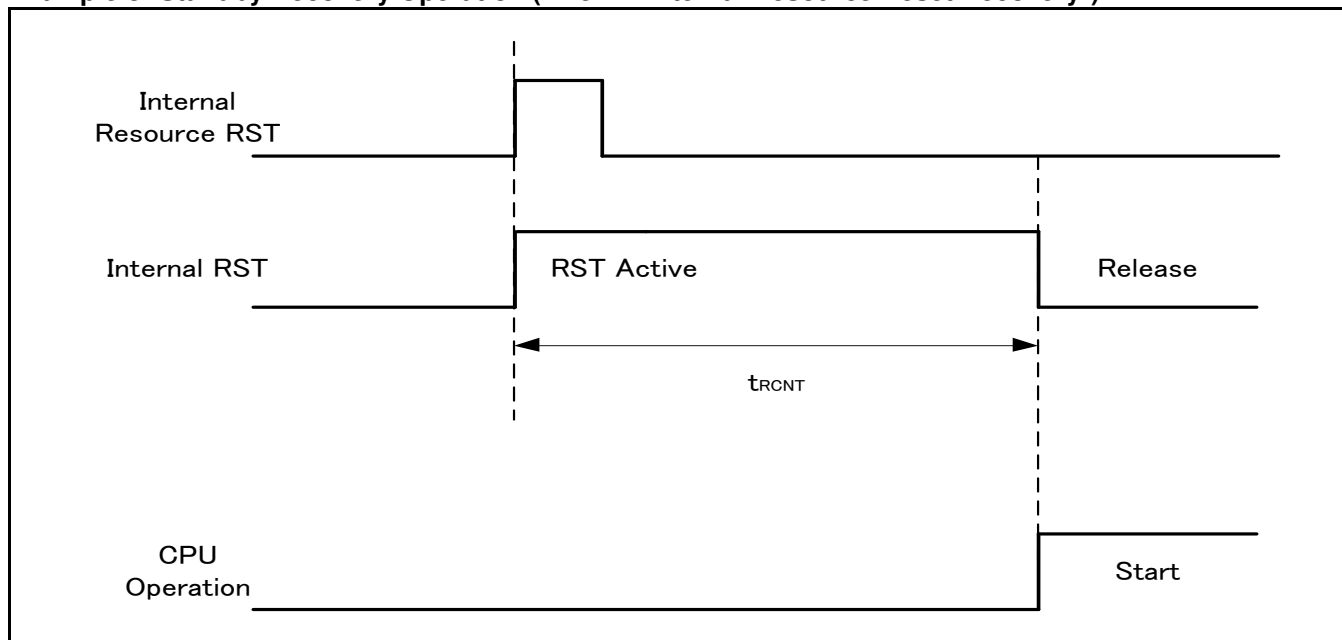 Internal
Resource RST
Internal RST
RST Active
Release
tRCNT
CPU
Operation
Start